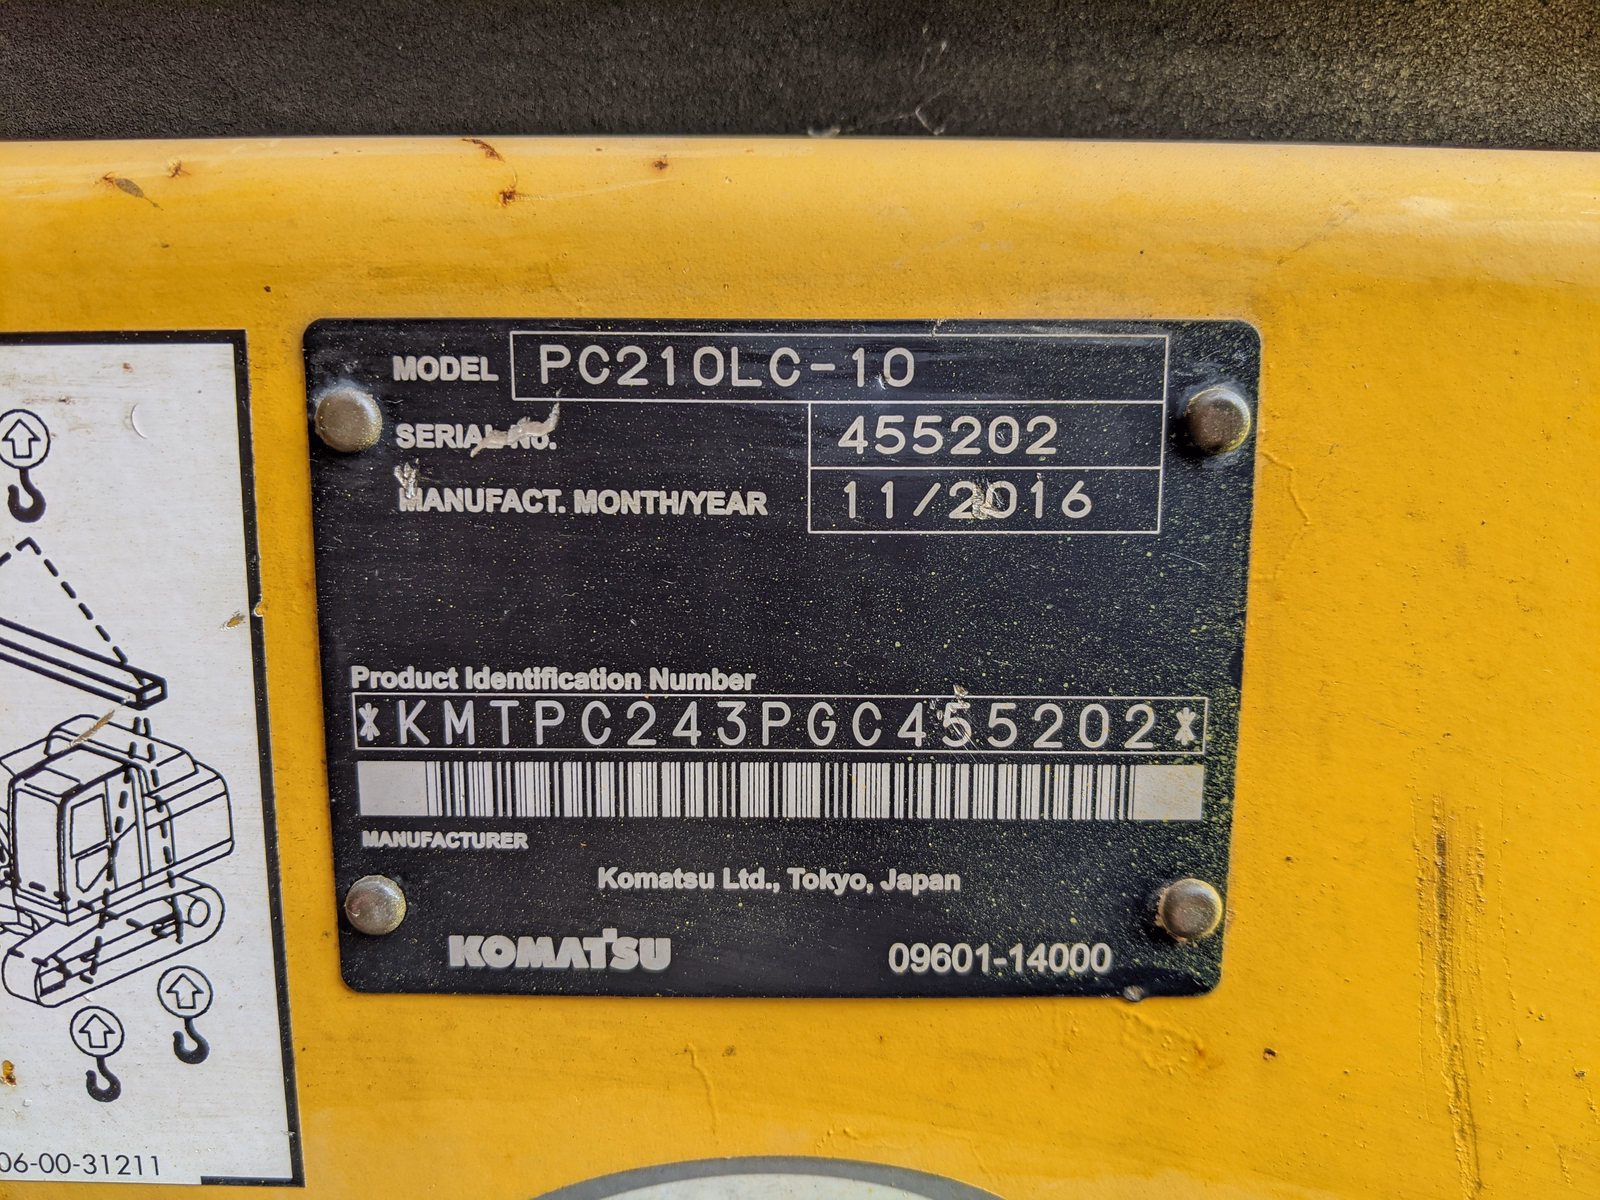 MODEL PC210LC-10
SERIAL No. 455202
MANUFACT. MONTH/YEAR 11/2016
Product Identification Number
*KMTPC243PGC455202*
MANUFACTURER
Komatsu Ltd., Tokyo, Japan
KOMATSU 09601-14000
06-00-31211